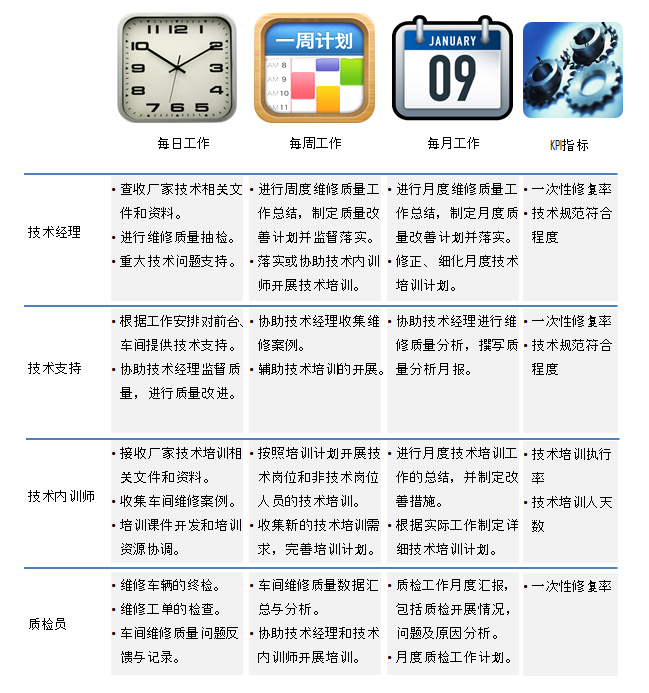 一周计划
AM 8
AM 9
AM 10
AM 11
JANUARY
09
12
11
1
10
2
9
3
8
4
7
5
6
每日工作
每周工作
每月工作
KPI指标
技术经理
• 查收厂家技术相关文
件和资料。
• 进行维修质量抽检。
• 重大技术问题支持。
• 进行周度维修质量工
作总结，制定质量改
善计划并监督落实。
• 落实或协助技术内训
师开展技术培训。
• 进行月度维修质量工
作总结，制定月度质
量改善计划并落实。
• 修正、细化月度技术
培训计划。
• 一次性修复率
• 技术规范符合
程度
技术支持
• 根据工作安排对前台、
车间提供技术支持。
• 协助技术经理监督质
量，进行质量改进。
• 协助技术经理收集维
修案例。
• 辅助技术培训的开展。
• 协助技术经理进行维
修质量分析，撰写质
量分析月报。
• 一次性修复率
• 技术规范符合
程度
技术内训师
• 接收厂家技术培训相
关文件和资料。
• 收集车间维修案例。
• 培训课件开发和培训
资源协调。
• 按照培训计划开展技
术岗位和非技术岗位
人员的技术培训。
• 收集新的技术培训需
求，完善培训计划。
• 进行月度技术培训工
作的总结，并制定改
善措施。
• 根据实际工作制定详
细技术培训计划。
• 技术培训执行
率
• 技术培训人天
数
质检员
• 维修车辆的终检。
• 维修工单的检查。
• 车间维修质量问题反
馈与记录。
• 车间维修质量数据汇
总与分析。
• 协助技术经理和技术
内训师开展培训。
• 质检工作月度汇报，
包括质检开展情况，
问题及原因分析。
• 月度质检工作计划。
• 一次性修复率